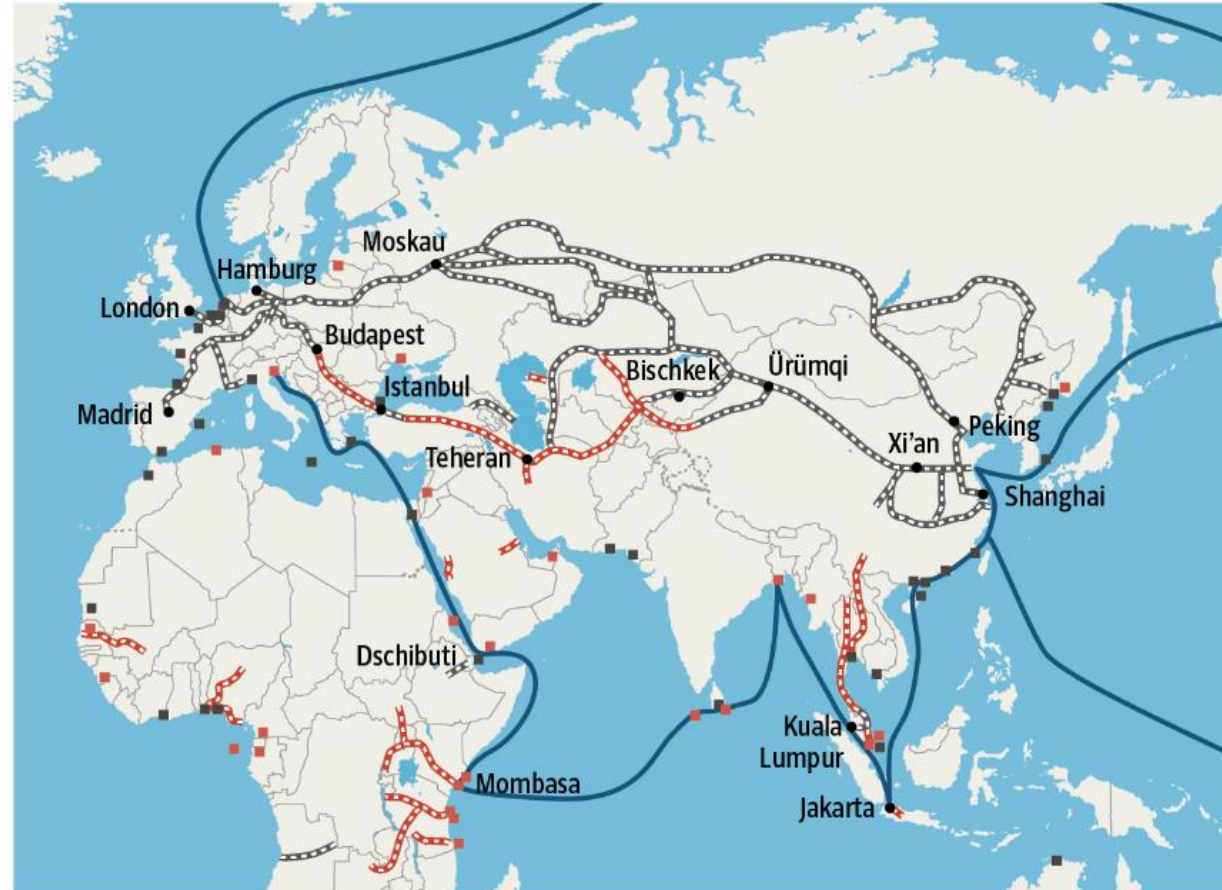 Moskau
Hamburg
London
Budapest
Bischkek
Ürümqi
Istanbul
Madrid
Peking
Xi'an
Teheran
Shanghai
Dschibuti
Kuala
Lumpur
Mombasa
Jakarta